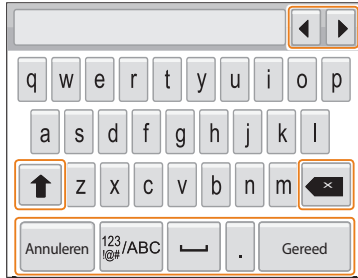 q w e r t y u i o p
a s d f g h j k l
z x c v b n m
Annuleren 123 !@#/ABC . Gereed